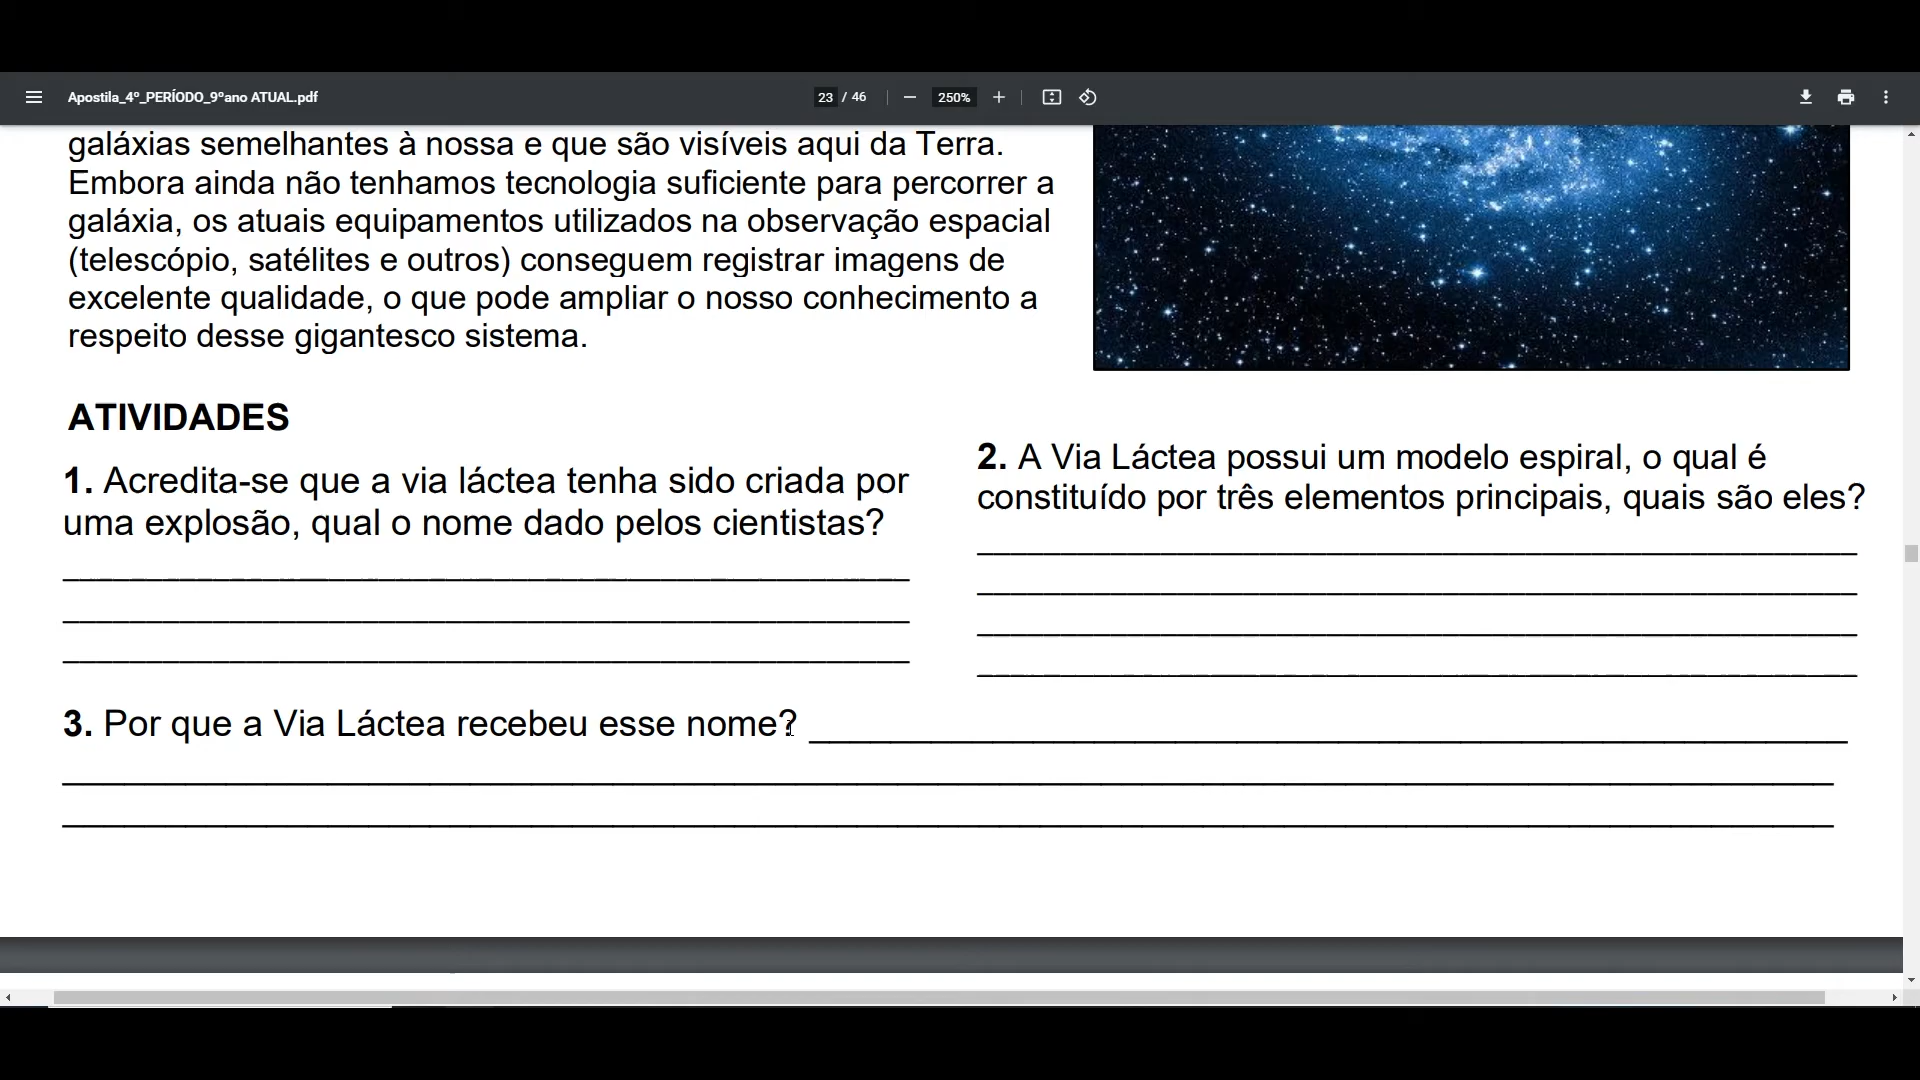 Apostila_4º_PERÍODO_9ºano ATUAL.pdf
23 / 46
250%
galáxias semelhantes à nossa e que são visíveis aqui da Terra.
Embora ainda não tenhamos tecnologia suficiente para percorrer a
galáxia, os atuais equipamentos utilizados na observação espacial
(telescópio, satélites e outros) conseguem registrar imagens de
excelente qualidade, o que pode ampliar o nosso conhecimento a
respeito desse gigantesco sistema.
ATIVIDADES
1. Acredita-se que a via láctea tenha sido criada por
uma explosão, qual o nome dado pelos cientistas?
2. A Via Láctea possui um modelo espiral, o qual é
constituído por três elementos principais, quais são eles?
3. Por que a Via Láctea recebeu esse nome?